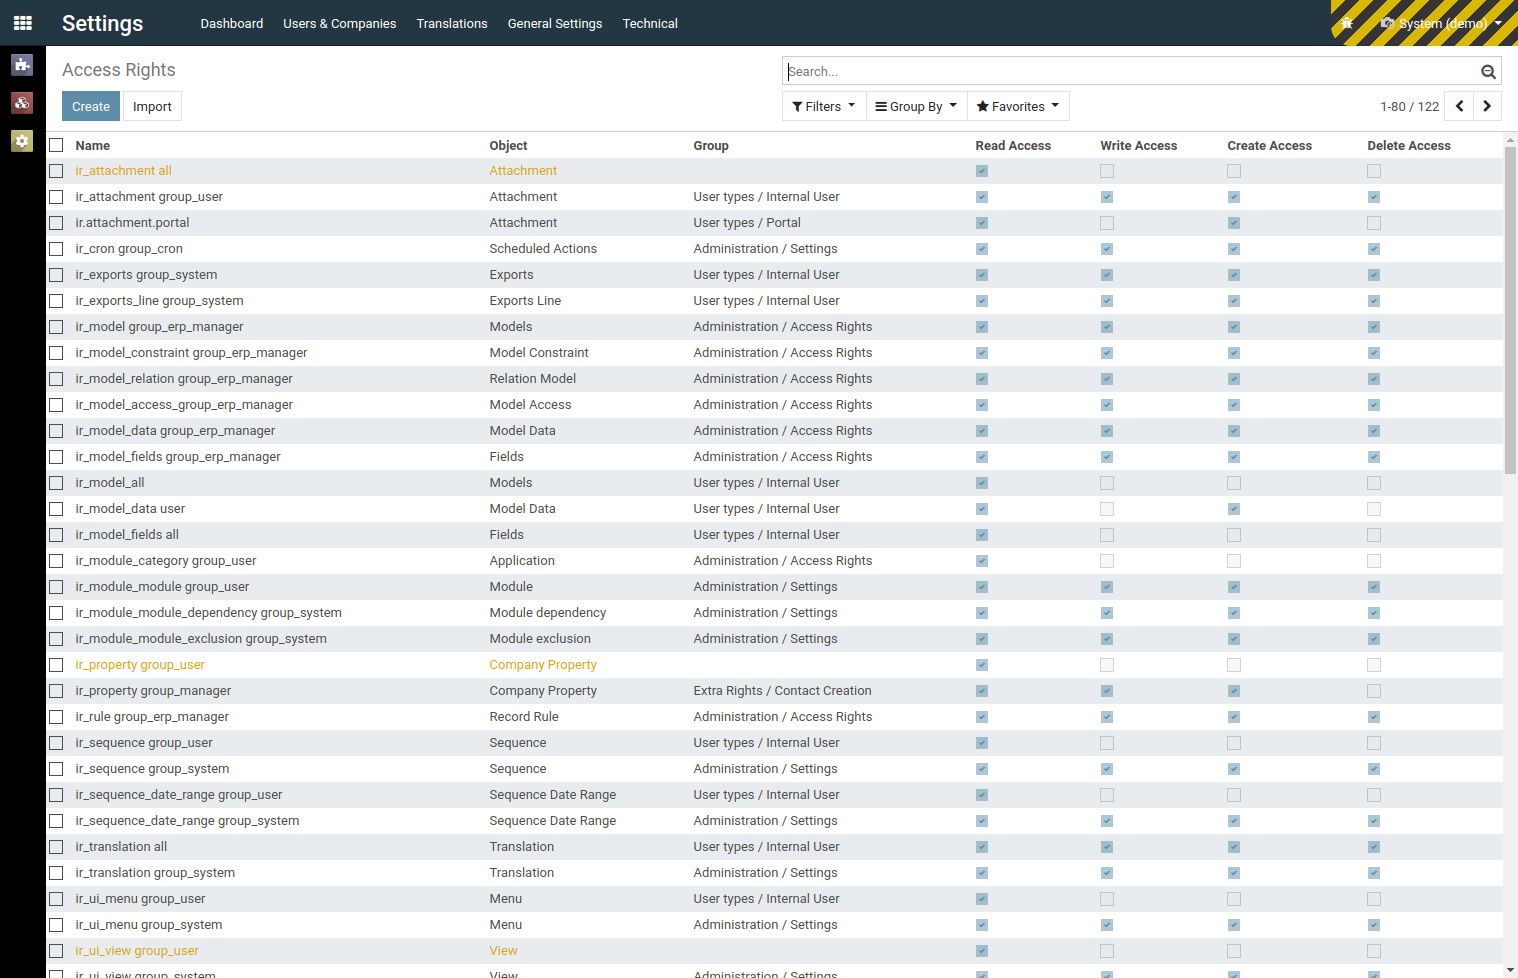 Settings Dashboard Users & Companies Translations General Settings Technical System (demo)
Access Rights Search...
Create Import Filters Group By Favorites 1-80 / 122
Name Object Group Read Access Write Access Create Access Delete Access
ir_attachment all Attachment
ir_attachment group_user Attachment User types / Internal User
ir.attachment.portal Attachment User types / Portal
ir_cron group_cron Scheduled Actions Administration / Settings
ir_exports group_system Exports User types / Internal User
ir_exports_line group_system Exports Line User types / Internal User
ir_model group_erp_manager Models Administration / Access Rights
ir_model_constraint group_erp_manager Model Constraint Administration / Access Rights
ir_model_relation group_erp_manager Relation Model Administration / Access Rights
ir_model_access_group_erp_manager Model Access Administration / Access Rights
ir_model_data group_erp_manager Model Data Administration / Access Rights
ir_model_fields group_erp_manager Fields Administration / Access Rights
ir_model_all Models User types / Internal User
ir_model_data user Model Data User types / Internal User
ir_model_fields all Fields User types / Internal User
ir_module_category group_user Application Administration / Access Rights
ir_module_module group_user Module Administration / Settings
ir_module_module_dependency group_system Module dependency Administration / Settings
ir_module_module_exclusion group_system Module exclusion Administration / Settings
ir_property group_user Company Property
ir_property group_manager Company Property Extra Rights / Contact Creation
ir_rule group_erp_manager Record Rule Administration / Access Rights
ir_sequence group_user Sequence User types / Internal User
ir_sequence group_system Sequence Administration / Settings
ir_sequence_date_range group_user Sequence Date Range User types / Internal User
ir_sequence_date_range group_system Sequence Date Range Administration / Settings
ir_translation all Translation User types / Internal User
ir_translation group_system Translation Administration / Settings
ir_ui_menu group_user Menu User types / Internal User
ir_ui_menu group_system Menu Administration / Settings
ir_ui_view group_user View
ir_ui_view group_system View Administration / Settings